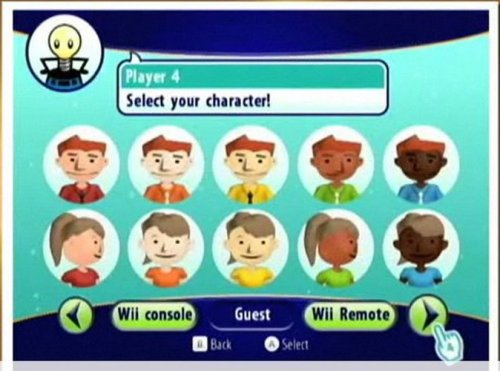 Player 4
Select your character!
Wii console
Guest
Wii Remote
B Back
A Select